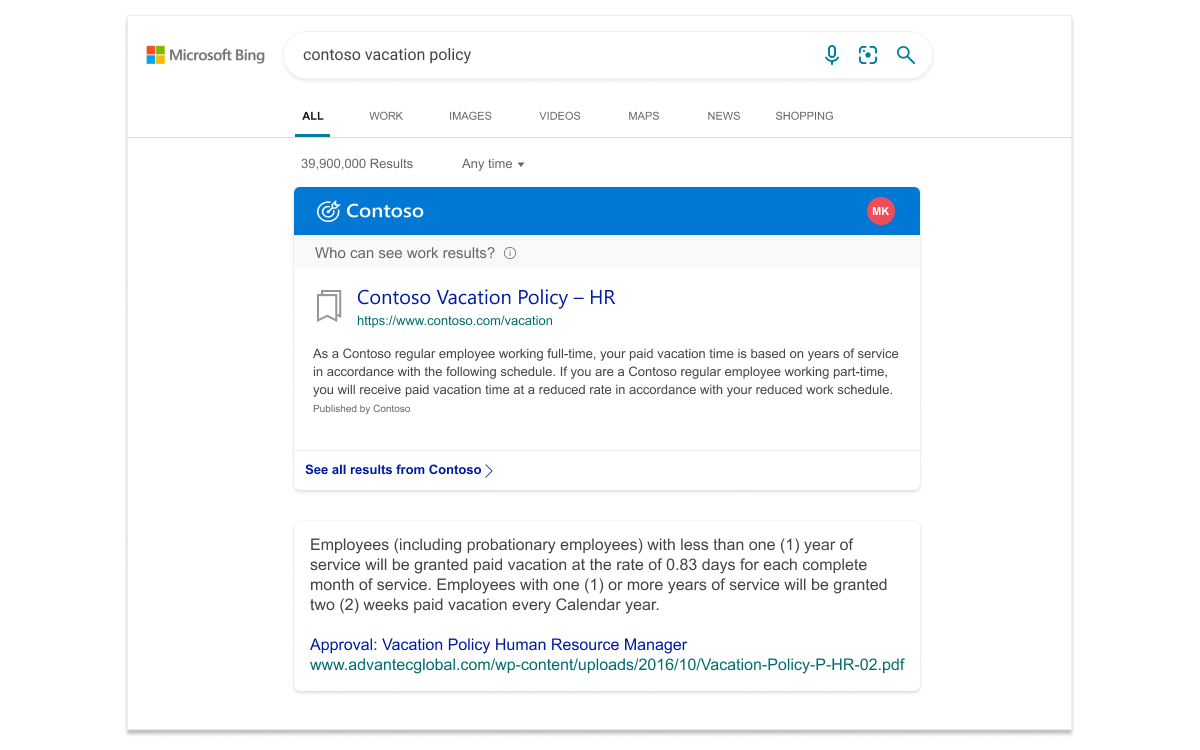 Microsoft Bing
contoso vacation policy
ALL WORK IMAGES VIDEOS MAPS NEWS SHOPPING
39,900,000 Results Any time
Contoso MK
Who can see work results?
Contoso Vacation Policy – HR
https://www.contoso.com/vacation
As a Contoso regular employee working full-time, your paid vacation time is based on years of service
in accordance with the following schedule. If you are a Contoso regular employee working part-time,
you will receive paid vacation time at a reduced rate in accordance with your reduced work schedule.
Published by Contoso
See all results from Contoso
Employees (including probationary employees) with less than one (1) year of
service will be granted paid vacation at the rate of 0.83 days for each complete
month of service. Employees with one (1) or more years of service will be granted
two (2) weeks paid vacation every Calendar year.
Approval: Vacation Policy Human Resource Manager
www.advantecglobal.com/wp-content/uploads/2016/10/Vacation-Policy-P-HR-02.pdf